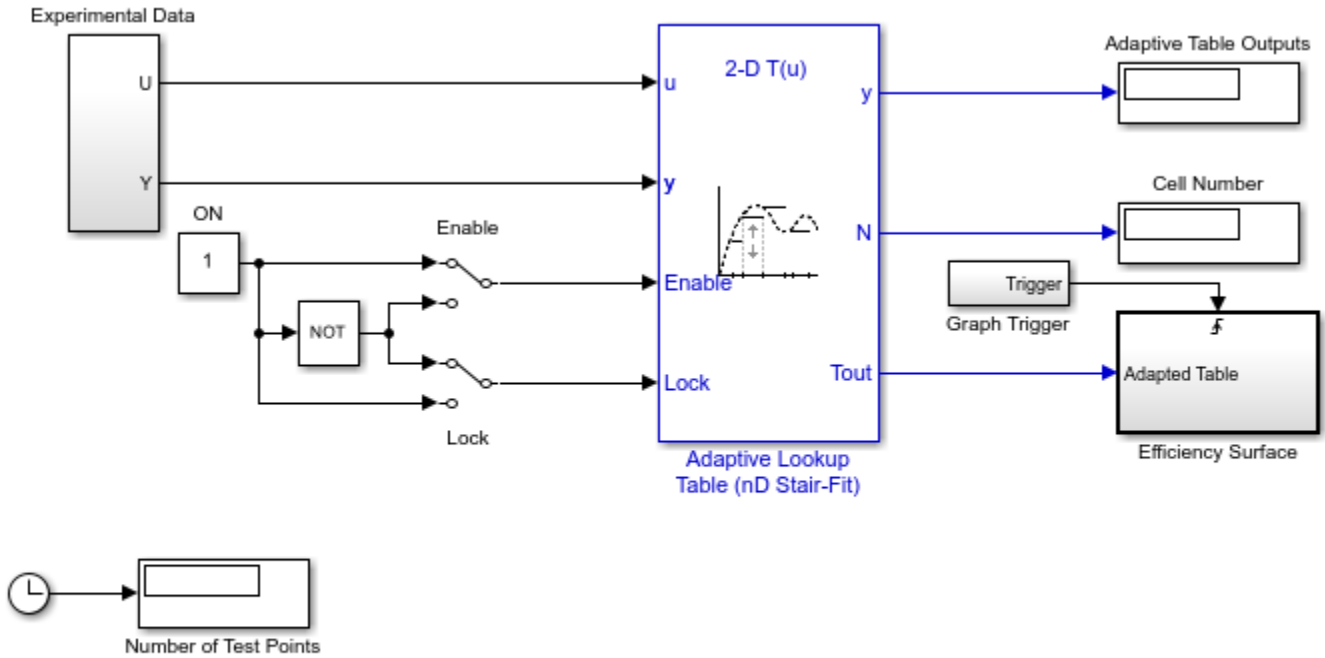 Experimental Data
U
Y
ON
1
NOT
Enable
Lock
2-D T(u)
u
y
Enable
Lock
y
N
Tout
Adaptive Lookup
Table (nD Stair-Fit)
Adaptive Table Outputs
Cell Number
Trigger
Graph Trigger
Adapted Table
Efficiency Surface
Number of Test Points